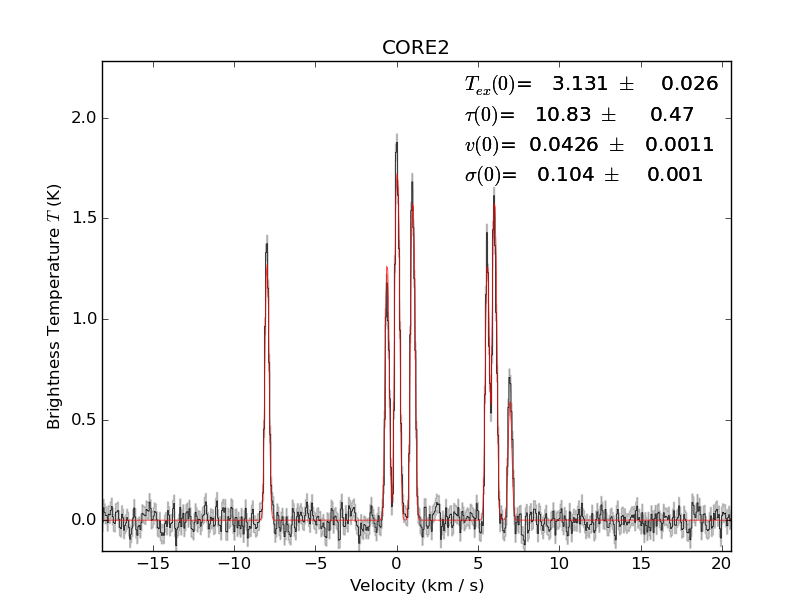 CORE2
T_ex(0)= 3.131 ± 0.026
τ(0)= 10.83 ± 0.47
v(0)= 0.0426 ± 0.0011
σ(0)= 0.104 ± 0.001
Brightness Temperature T (K)
2.0
1.5
1.0
0.5
0.0
−15 −10 −5 0 5 10 15 20
Velocity (km / s)